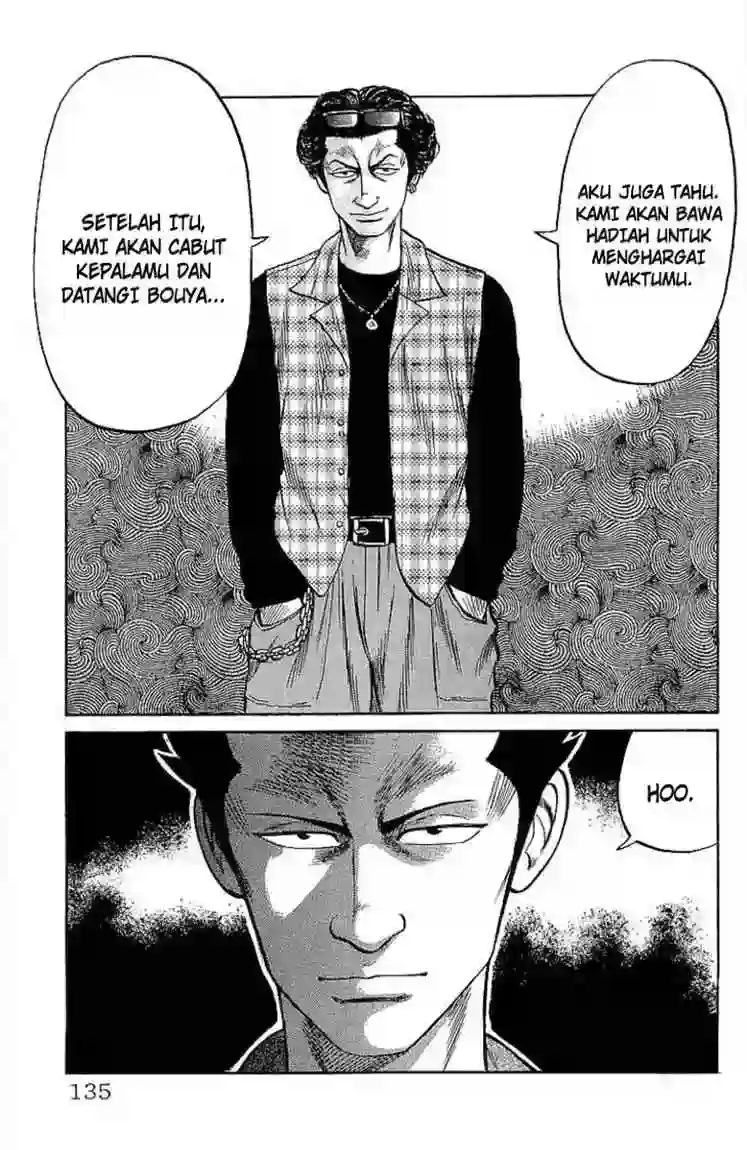 AKU JUGA TAHU.
KAMI AKAN BAWA
HADIAH UNTUK
MENGHARGAI
WAKTUMU.
SETELAH ITU,
KAMI AKAN CABUT
KEPALAMU DAN
DATANGI BOUYA...
HOO.
135